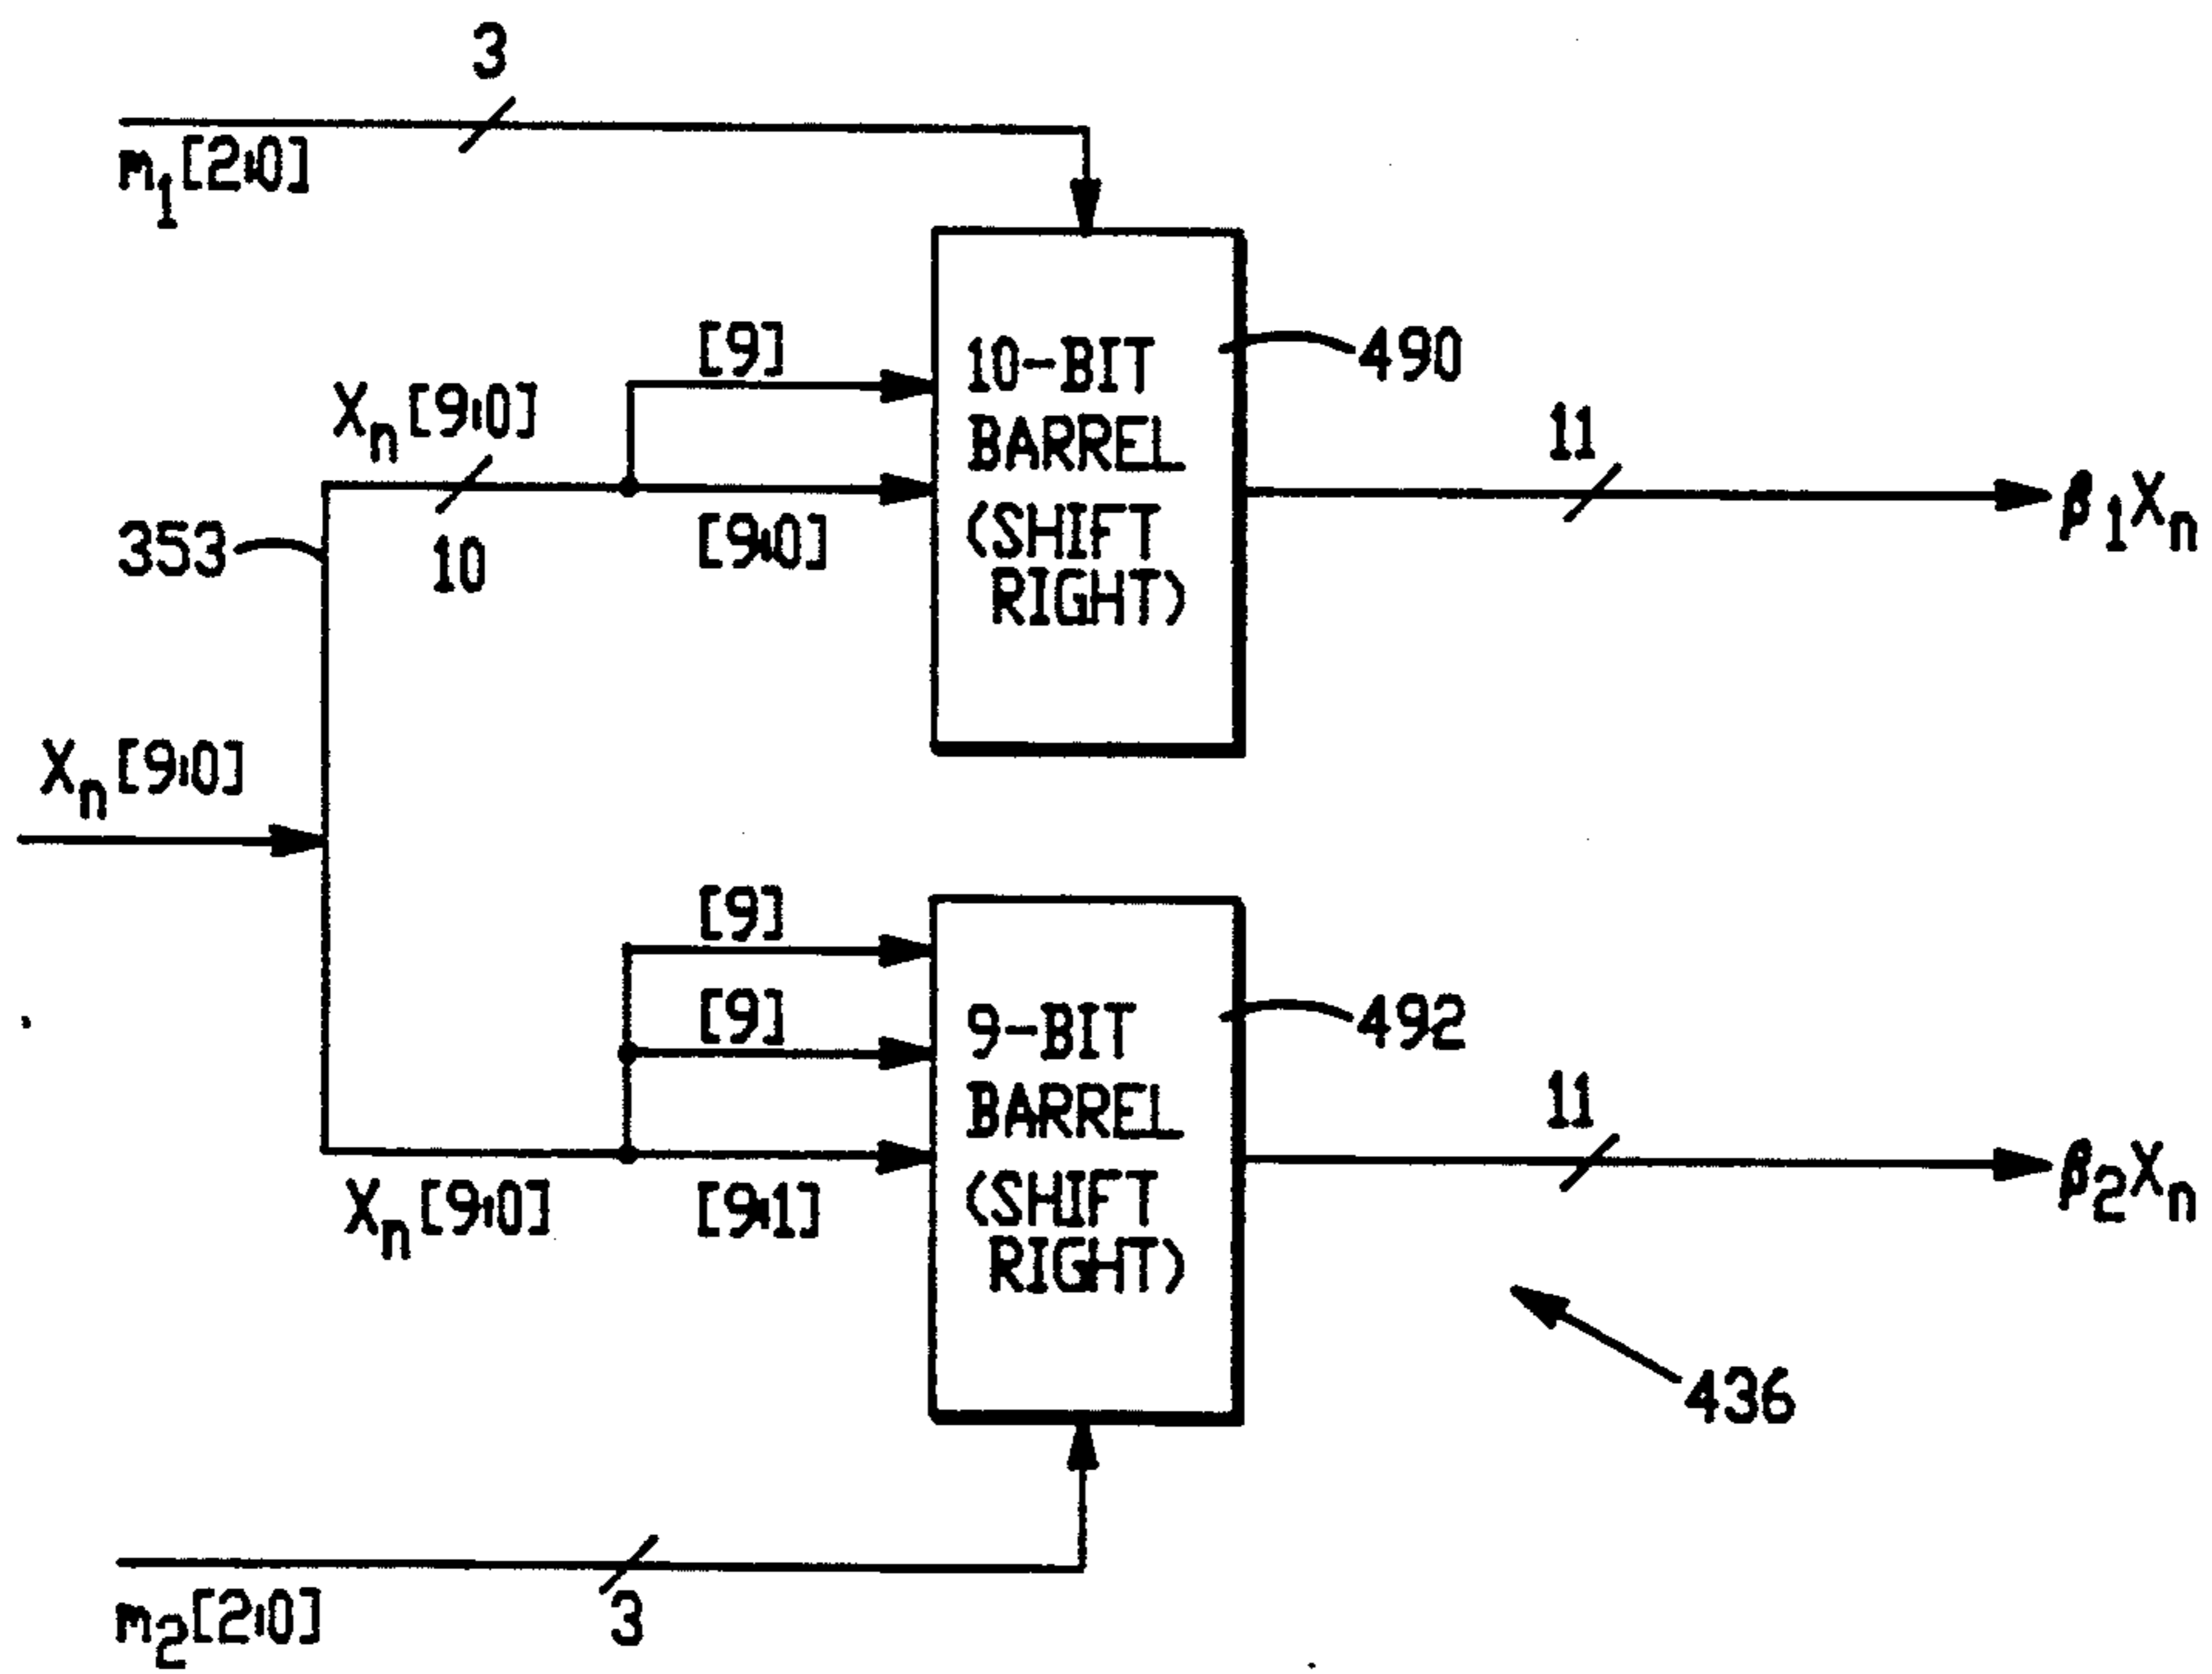 3
m1[2:0]
[9]
10-BIT
BARREL
(SHIFT
RIGHT)
490
Xn[9:0]
10
[9:0]
11
β1Xn
353
Xn[9:0]
[9]
[9]
9-BIT
BARREL
(SHIFT
RIGHT)
492
11
β2Xn
Xn[9:0]
[9:1]
436
m2[2:0]
3